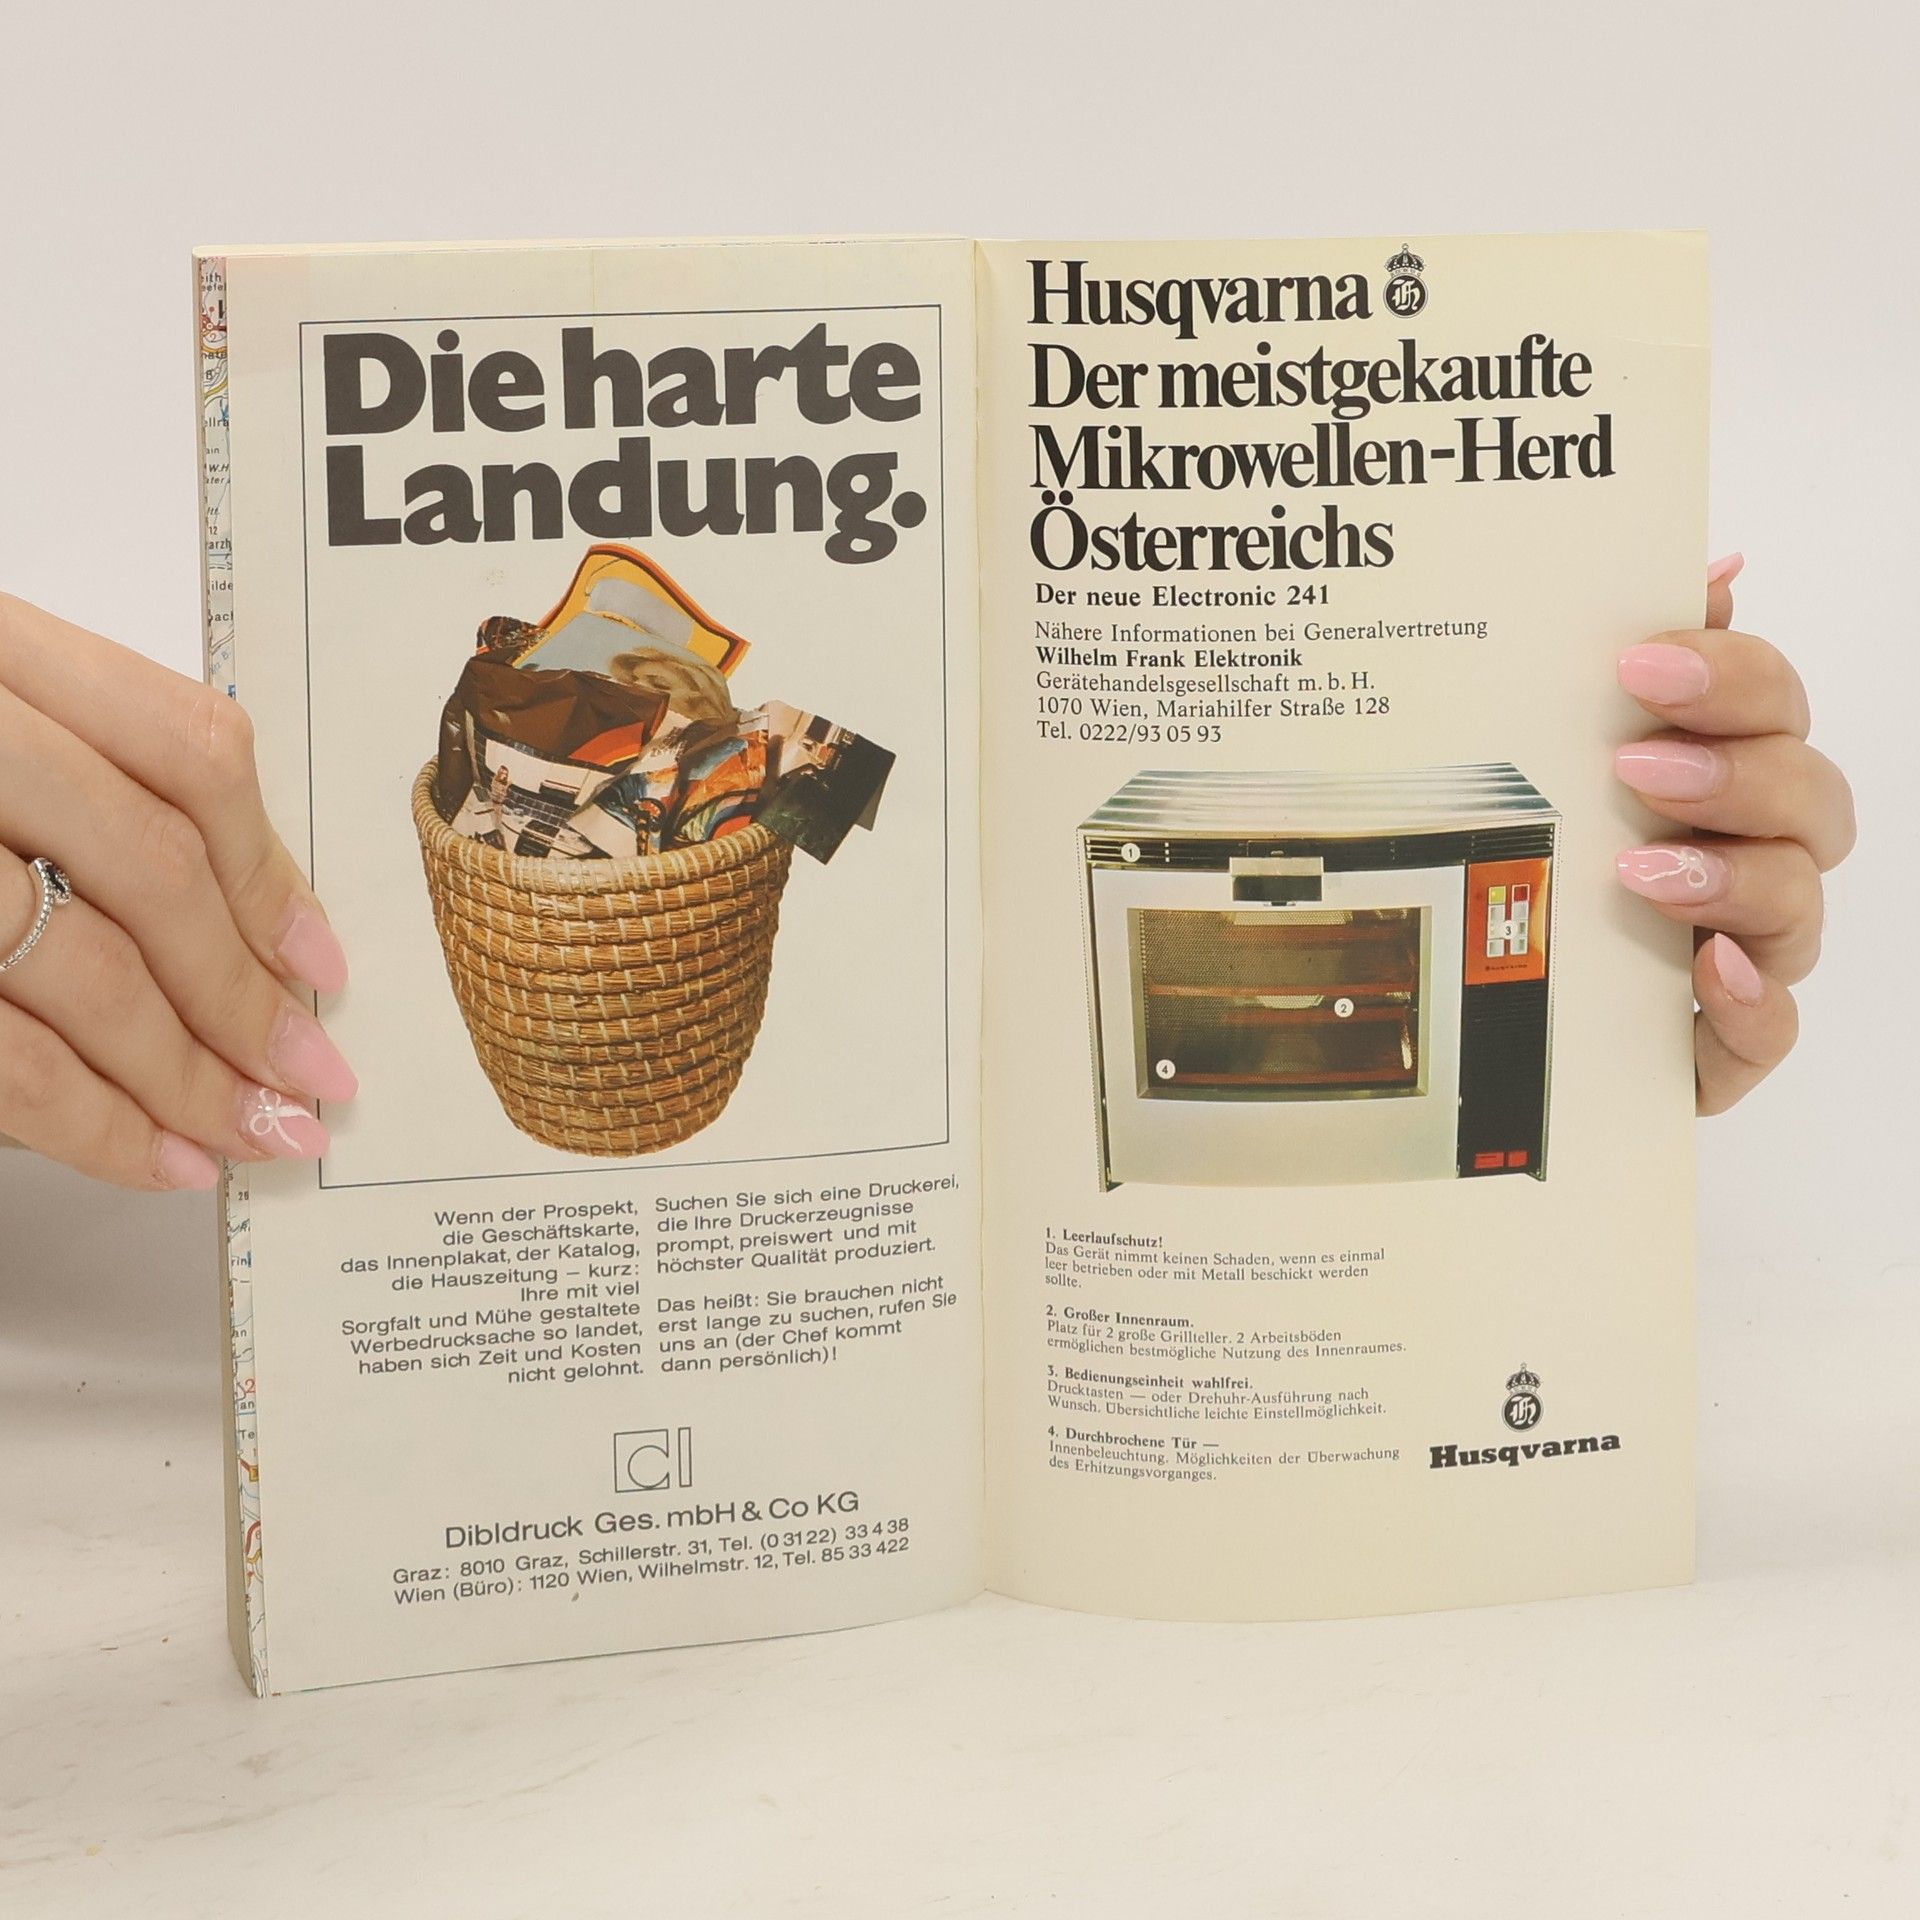 Die harte
Landung.
Wenn der Prospekt,
die Geschäftskarte,
das Innenplakat, der Katalog,
die Hauszeitung – kurz:
Ihre mit viel
Sorgfalt und Mühe gestaltete
Werbedrucksache so landet,
haben sich Zeit und Kosten
nicht gelohnt.
Suchen Sie sich eine Druckerei,
die Ihre Druckerzeugnisse
prompt, preiswert und mit
höchster Qualität produziert.
Das heißt: Sie brauchen nicht
erst lange zu suchen, rufen Sie
uns an (der Chef kommt
dann persönlich)!
Dibldruck Ges. mbH & Co KG
Graz: 8010 Graz, Schillerstr. 31, Tel. (0 31 22) 33 4 38
Wien (Büro): 1120 Wien, Wilhelmstr. 12, Tel. 85 33 422
Husqvarna
Der meistgekaufte
Mikrowellen-Herd
Österreichs
Der neue Electronic 241
Nähere Informationen bei Generalvertretung
Wilhelm Frank Elektronik
Gerätehandelsgesellschaft m. b. H.
1070 Wien, Mariahilfer Straße 128
Tel. 0222/93 05 93
1
3
Husqvarna
2
4
1. Leerlaufschutz!
Das Gerät nimmt keinen Schaden, wenn es einmal
leer betrieben oder mit Metall beschickt werden
sollte.
2. Großer Innenraum.
Platz für 2 große Grillteller. 2 Arbeitsböden
ermöglichen bestmögliche Nutzung des Innenraumes.
3. Bedienungseinheit wahlfrei.
Drucktasten — oder Drehuhr-Ausführung nach
Wunsch. Übersichtliche leichte Einstellmöglichkeit.
4. Durchbrochene Tür —
Innenbeleuchtung. Möglichkeiten der Überwachung
des Erhitzungsvorganges.
Husqvarna